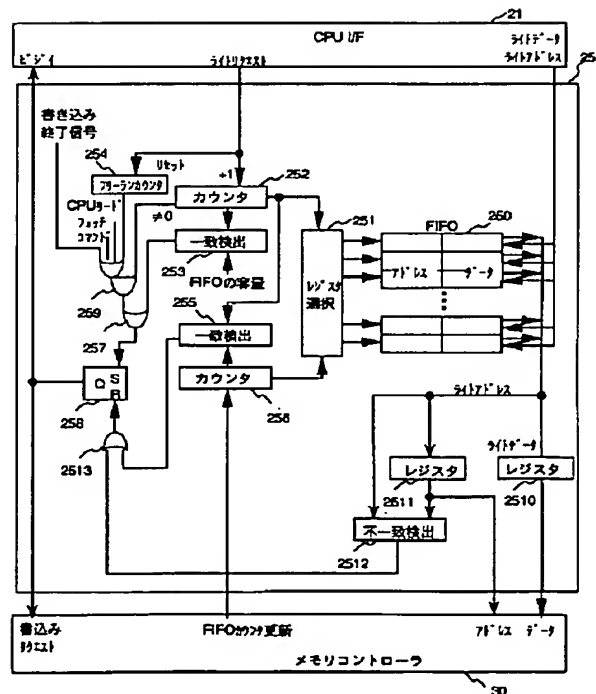 21
CPU I/F
ﾗｲﾄﾃﾞｰﾀ
ﾋﾞｼﾞｲ
ﾗｲﾄﾘｸｴｽﾄ
ﾗｲﾄｱﾄﾞﾚｽ
25
書き込み
終了信号
254
ﾘｾｯﾄ
ﾌﾘｰﾗﾝｶｳﾝﾀ
+1
252
カウンタ
CPUﾘｰﾄﾞ
ﾌｪｯﾁ
ｺﾏﾝﾄﾞ
≠0
251
250
FIFO
一致検出
253
FIFOの容量
アドレス
データ
259
ﾚｼﾞｽﾀ
選択
255
257
一致検出
カウンタ
256
258
Q
S
R
2513
ﾗｲﾄｱﾄﾞﾚｽ
ﾗｲﾄﾃﾞｰﾀ
レジスタ
レジスタ
2511
2510
不一致検出
2512
書込み
ﾘｸｴｽﾄ
FIFOｶｳﾝﾀ更新
ｱﾄﾞﾚｽ
ﾃﾞｰﾀ
メモリコントローラ
30